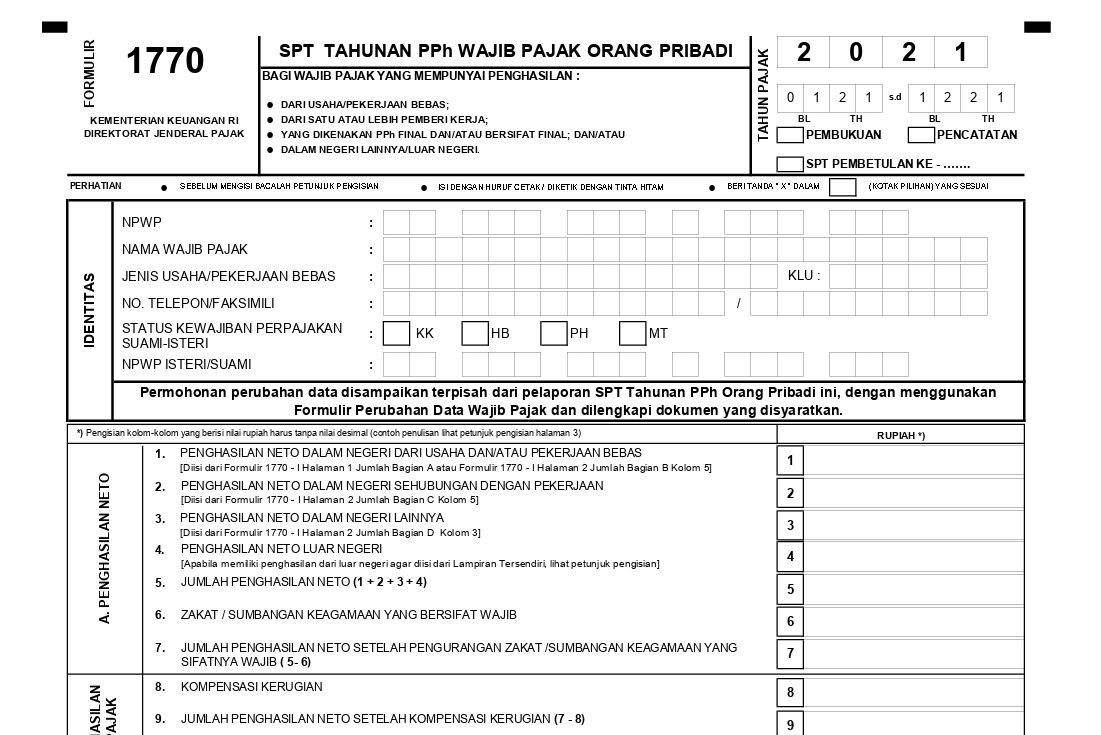 FORMULIR
1770
KEMENTERIAN KEUANGAN RI
DIREKTORAT JENDERAL PAJAK
SPT TAHUNAN PPh WAJIB PAJAK ORANG PRIBADI
BAGI WAJIB PAJAK YANG MEMPUNYAI PENGHASILAN :
● DARI USAHA/PEKERJAAN BEBAS;
● DARI SATU ATAU LEBIH PEMBERI KERJA;
● YANG DIKENAKAN PPh FINAL DAN/ATAU BERSIFAT FINAL; DAN/ATAU
● DALAM NEGERI LAINNYA/LUAR NEGERI.
TAHUN PAJAK
2 0 2 1
0 1 2 1 s.d 1 2 2 1
BL TH BL TH
PEMBUKUAN PENCATATAN
SPT PEMBETULAN KE - .......
PERHATIAN ● SEBELUM MENGISI BACALAH PETUNJUK PENGISIAN ● ISI DENGAN HURUF CETAK / DIKETIK DENGAN TINTA HITAM ● BERI TANDA " X " DALAM (KOTAK PILIHAN) YANG SESUAI
IDENTITAS
NPWP :
NAMA WAJIB PAJAK :
JENIS USAHA/PEKERJAAN BEBAS : KLU :
NO. TELEPON/FAKSIMILI : /
STATUS KEWAJIBAN PERPAJAKAN
SUAMI-ISTERI : KK HB PH MT
NPWP ISTERI/SUAMI :
Permohonan perubahan data disampaikan terpisah dari pelaporan SPT Tahunan PPh Orang Pribadi ini, dengan menggunakan
Formulir Perubahan Data Wajib Pajak dan dilengkapi dokumen yang disyaratkan.
*) Pengisian kolom-kolom yang berisi nilai rupiah harus tanpa nilai desimal (contoh penulisan lihat petunjuk pengisian halaman 3) RUPIAH *)
A. PENGHASILAN NETO
1. PENGHASILAN NETO DALAM NEGERI DARI USAHA DAN/ATAU PEKERJAAN BEBAS 1
[Diisi dari Formulir 1770 - I Halaman 1 Jumlah Bagian A atau Formulir 1770 - I Halaman 2 Jumlah Bagian B Kolom 5]
2. PENGHASILAN NETO DALAM NEGERI SEHUBUNGAN DENGAN PEKERJAAN 2
[Diisi dari Formulir 1770 - I Halaman 2 Jumlah Bagian C Kolom 5]
3. PENGHASILAN NETO DALAM NEGERI LAINNYA 3
[Diisi dari Formulir 1770 - I Halaman 2 Jumlah Bagian D Kolom 3]
4. PENGHASILAN NETO LUAR NEGERI 4
[Apabila memiliki penghasilan dari luar negeri agar diisi dari Lampiran Tersendiri, lihat petunjuk pengisian]
5. JUMLAH PENGHASILAN NETO (1 + 2 + 3 + 4) 5
6. ZAKAT / SUMBANGAN KEAGAMAAN YANG BERSIFAT WAJIB 6
7. JUMLAH PENGHASILAN NETO SETELAH PENGURANGAN ZAKAT /SUMBANGAN KEAGAMAAN YANG 7
SIFATNYA WAJIB ( 5- 6)
8. KOMPENSASI KERUGIAN 8
9. JUMLAH PENGHASILAN NETO SETELAH KOMPENSASI KERUGIAN (7 - 8) 9